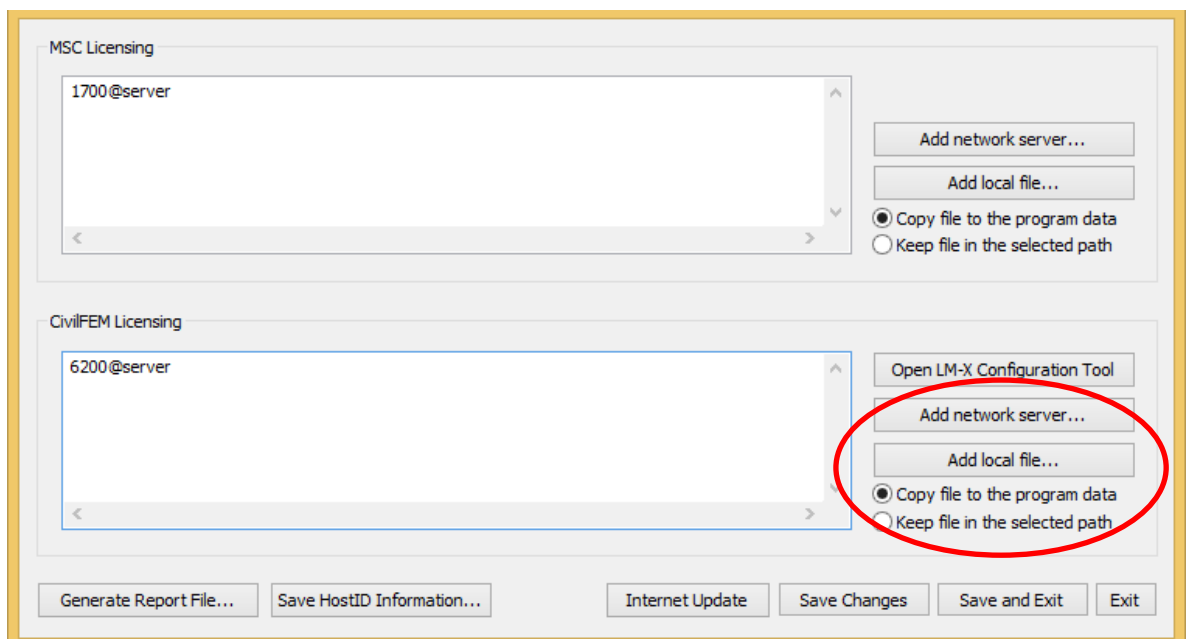 MSC Licensing
1700@server
Add network server...
Add local file...
Copy file to the program data
Keep file in the selected path
CivilFEM Licensing
6200@server
Open LM-X Configuration Tool
Add network server...
Add local file...
Copy file to the program data
Keep file in the selected path
Generate Report File... Save HostID Information... Internet Update Save Changes Save and Exit Exit